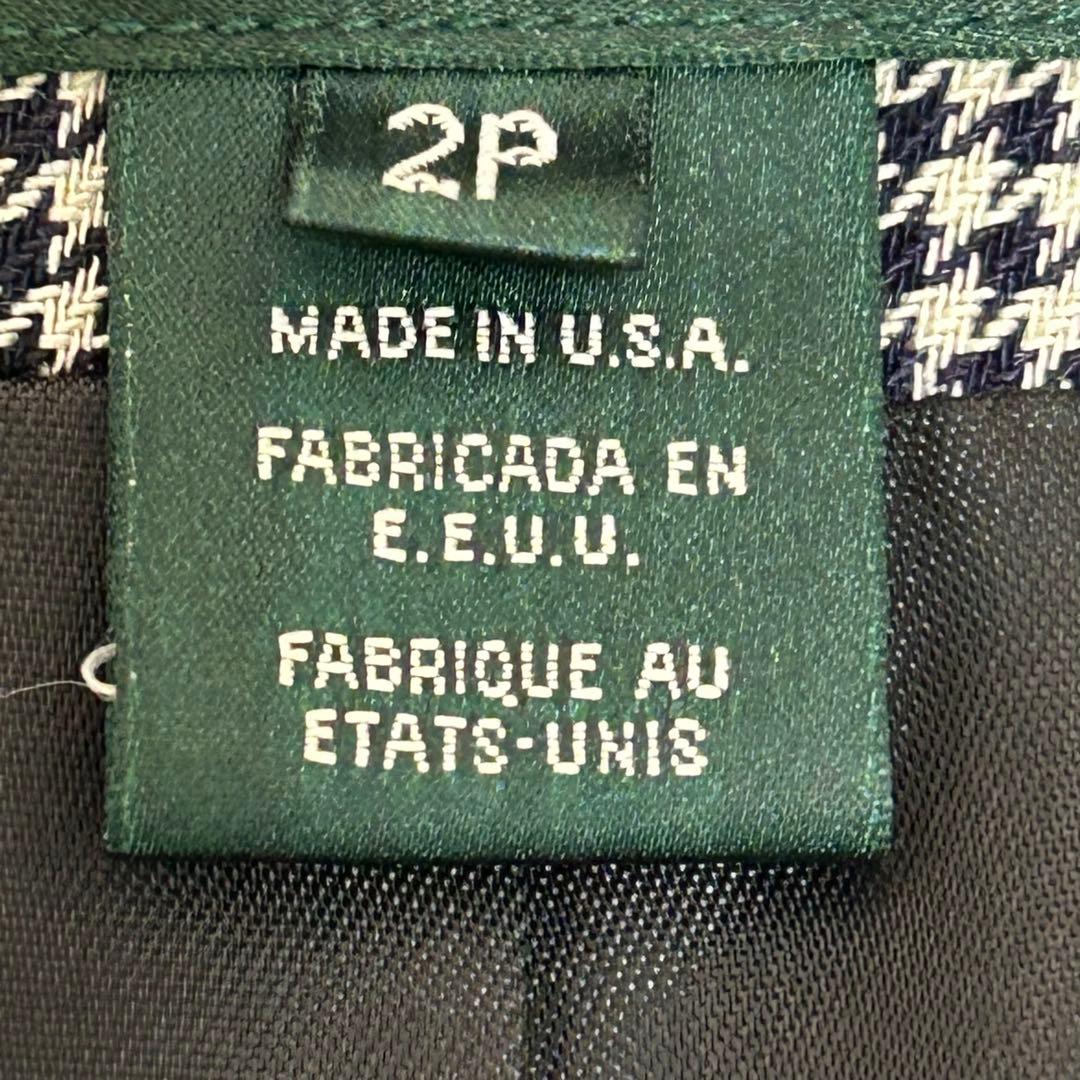 2P
MADE IN U.S.A.
FABRICADA EN
E.E.U.U.
FABRIQUE AU
ETATS-UNIS